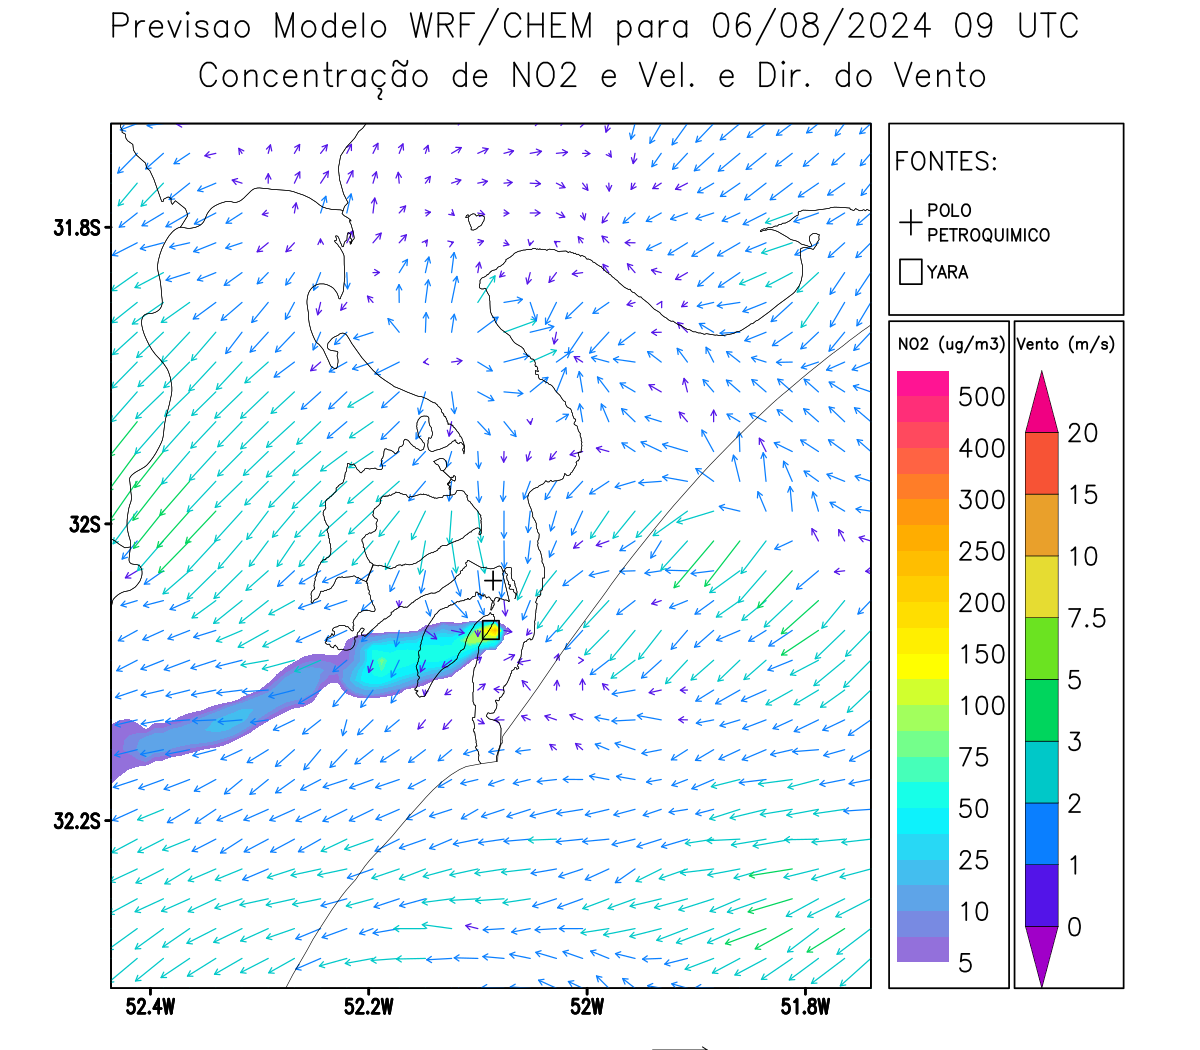 Previsao Modelo WRF/CHEM para 06/08/2024 09 UTC
Concentração de NO2 e Vel. e Dir. do Vento
FONTES:
POLO
PETROQUIMICO
YARA
NO2 (ug/m3)
500
400
300
250
200
150
100
75
50
25
10
5
Vento (m/s)
20
15
10
7.5
5
3
2
1
0
31.8S
32S
32.2S
52.4W
52.2W
52W
51.8W